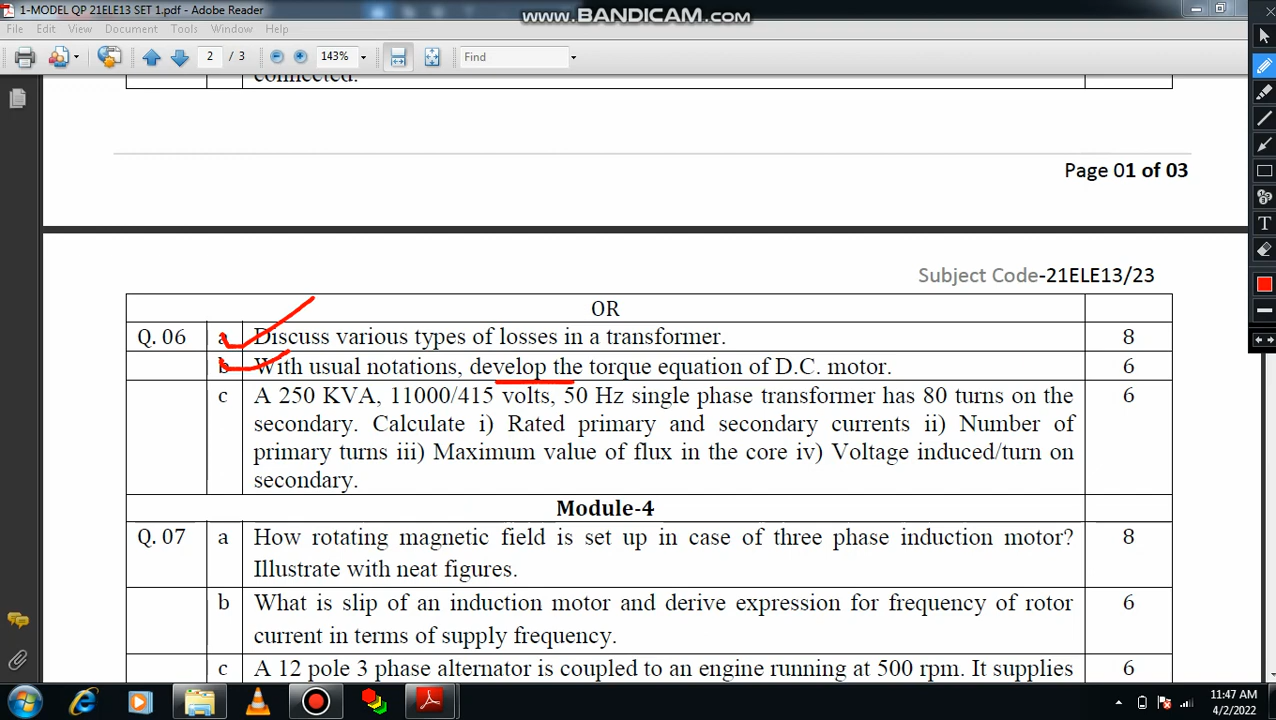 1-MODEL QP 21ELE13 SET 1.pdf - Adobe Reader
www.BANDICAM.com
File Edit View Document Tools Window Help
2 / 3 143% Find
connected.
Page 01 of 03
Subject Code-21ELE13/23
OR
Q. 06 a Discuss various types of losses in a transformer. 8
b With usual notations, develop the torque equation of D.C. motor. 6
c A 250 KVA, 11000/415 volts, 50 Hz single phase transformer has 80 turns on the 6
secondary. Calculate i) Rated primary and secondary currents ii) Number of
primary turns iii) Maximum value of flux in the core iv) Voltage induced/turn on
secondary.
Module-4
Q. 07 a How rotating magnetic field is set up in case of three phase induction motor? 8
Illustrate with neat figures.
b What is slip of an induction motor and derive expression for frequency of rotor 6
current in terms of supply frequency.
c A 12 pole 3 phase alternator is coupled to an engine running at 500 rpm. It supplies 6
11:47 AM
4/2/2022